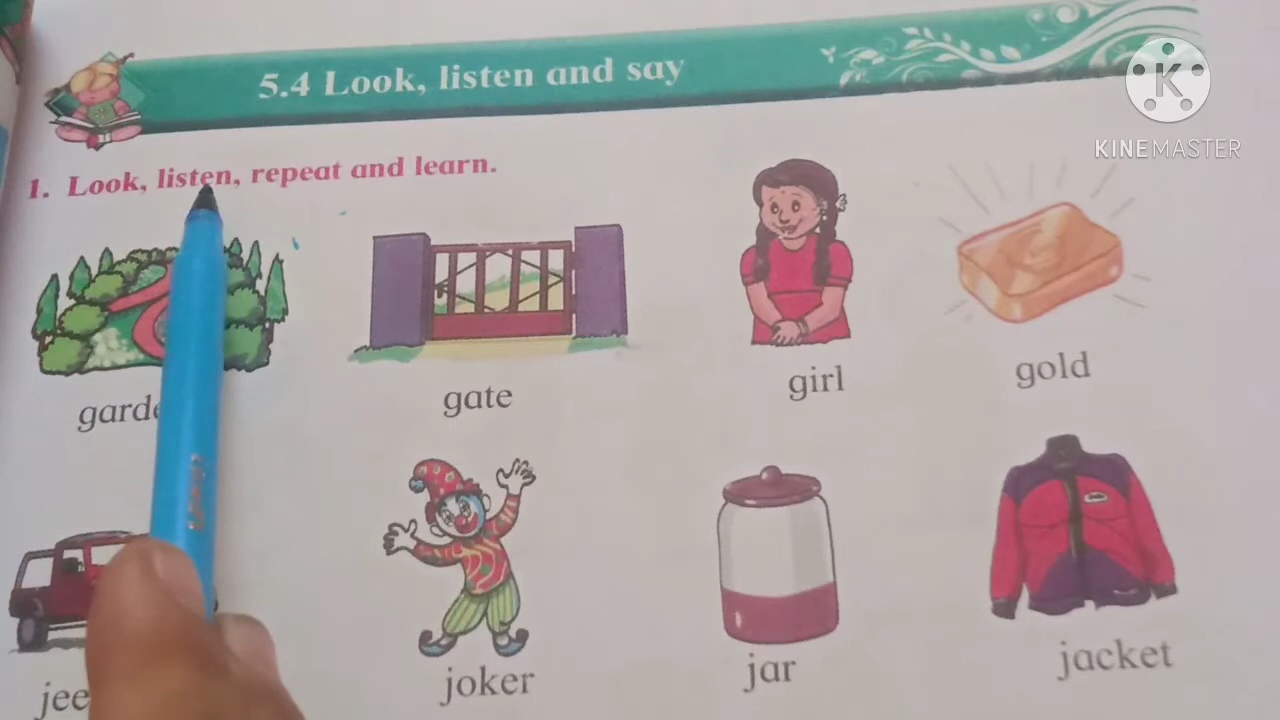 5.4 Look, listen and say
KINEMASTER
1. Look, listen, repeat and learn.
gate
girl
gold
joker
jar
jacket